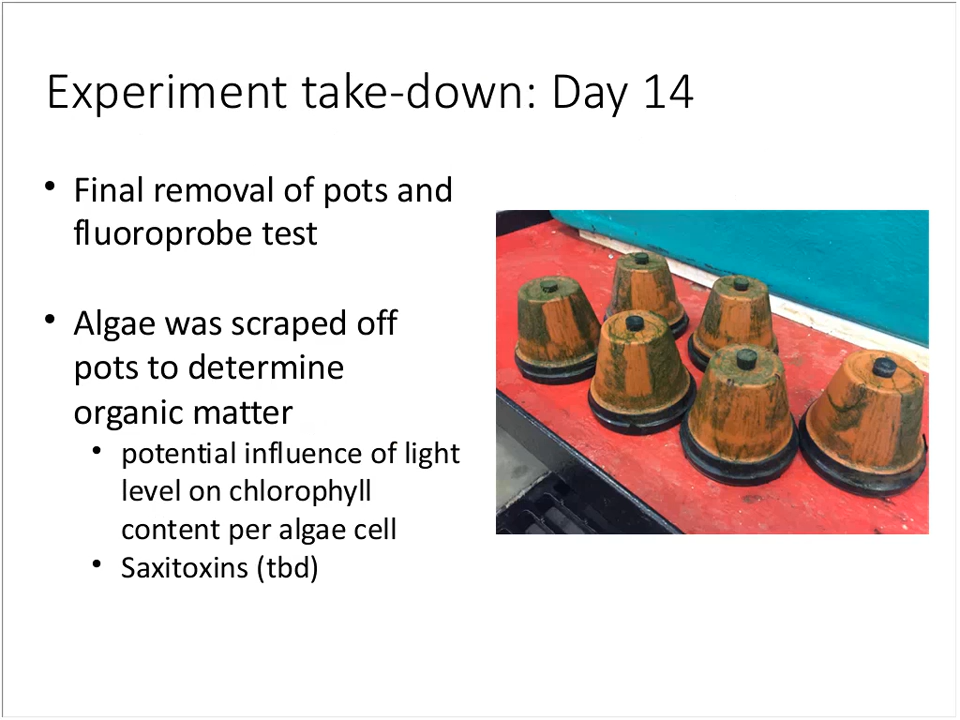 Experiment take-down: Day 14
• Final removal of pots and
fluoroprobe test
• Algae was scraped off
pots to determine
organic matter
• potential influence of light
level on chlorophyll
content per algae cell
• Saxitoxins (tbd)